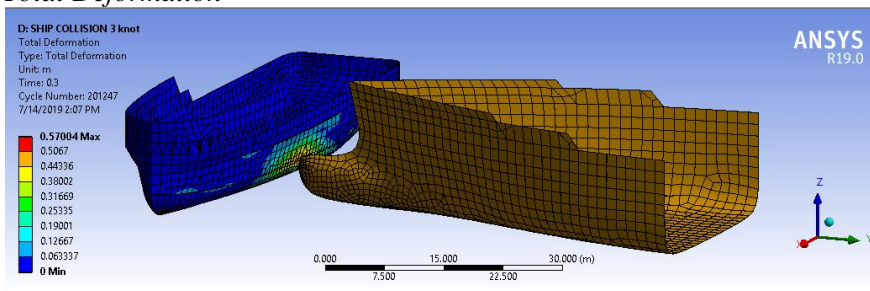 Total Deformation
D: SHIP COLLISION 3 knot
Total Deformation
Type: Total Deformation
Unit: m
Time: 0.3
Cycle Number: 201247
7/14/2019 2:07 PM
0.57004 Max
0.5067
0.44336
0.38002
0.31669
0.25335
0.19001
0.12667
0.063337
0 Min
ANSYS
R19.0
0.000 15.000 30.000 (m)
7.500 22.500
Z
X Y